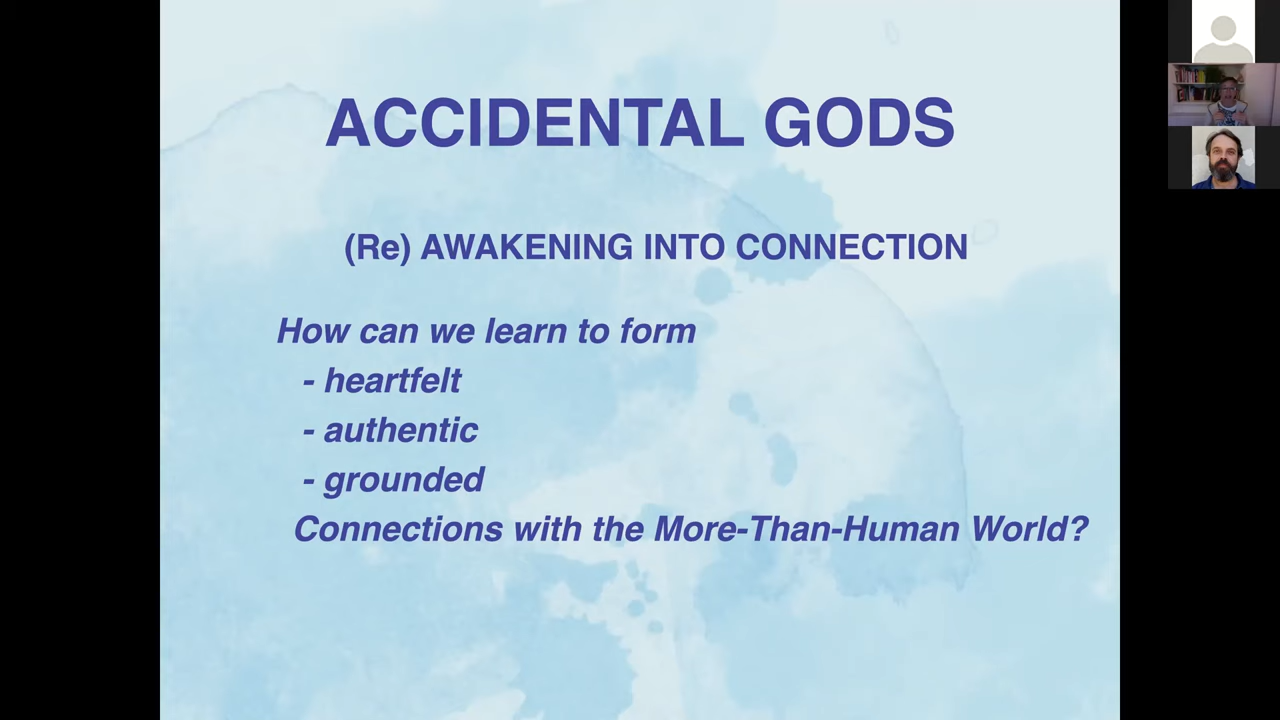 ACCIDENTAL GODS
(Re) AWAKENING INTO CONNECTION
How can we learn to form
- heartfelt
- authentic
- grounded
Connections with the More-Than-Human World?